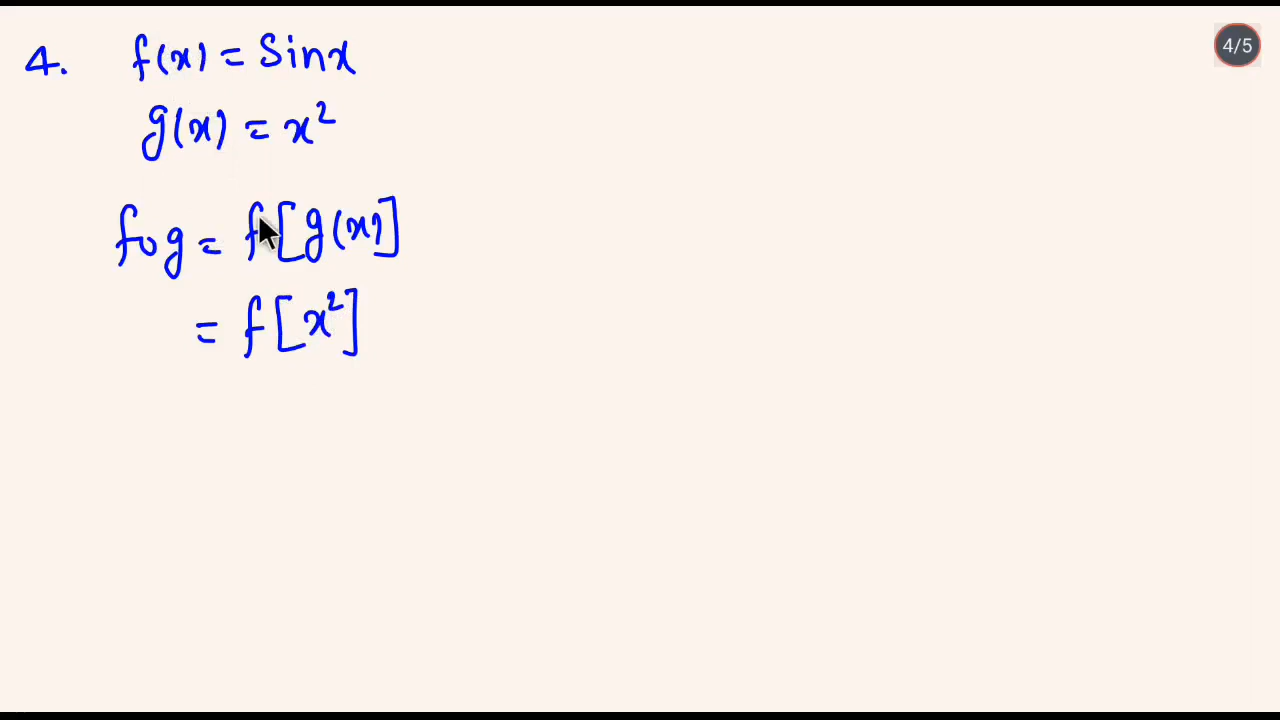 4. f(x) = Sinx
4/5
g(x) = x²
fog = f[g(x)]
= f[x²]